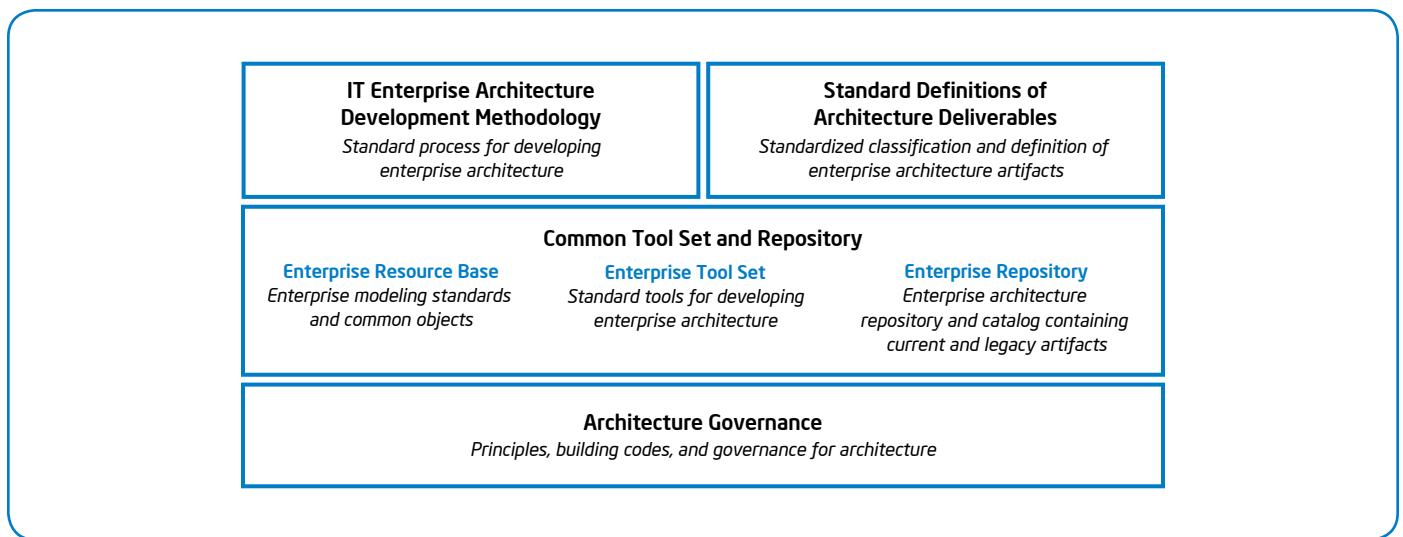 IT Enterprise Architecture
Development Methodology
Standard process for developing
enterprise architecture
Standard Definitions of
Architecture Deliverables
Standardized classification and definition of
enterprise architecture artifacts
Common Tool Set and Repository
Enterprise Resource Base
Enterprise modeling standards
and common objects
Enterprise Tool Set
Standard tools for developing
enterprise architecture
Enterprise Repository
Enterprise architecture
repository and catalog containing
current and legacy artifacts
Architecture Governance
Principles, building codes, and governance for architecture